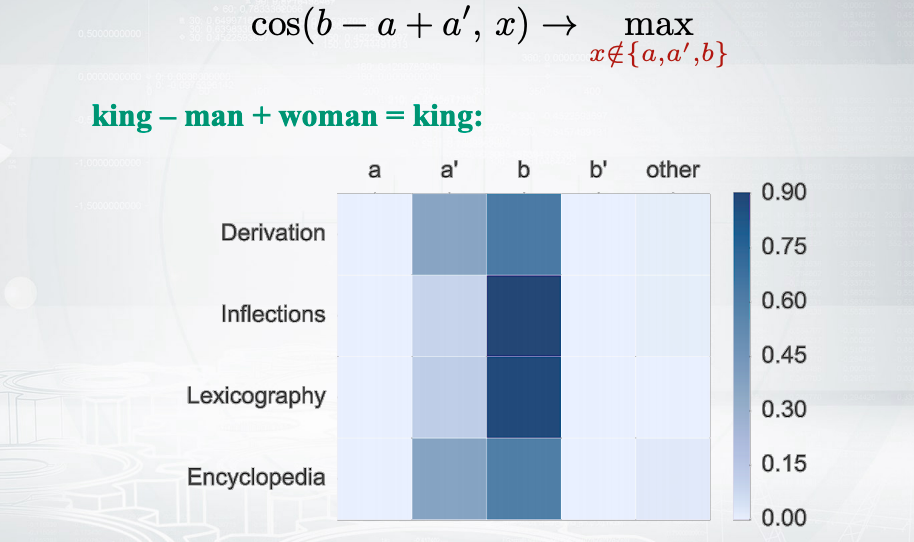 cos(b − a + a′, x) → max
x∉{a,a′,b}
king – man + woman = king:
a a' b b' other
0.90
Derivation
0.75
Inflections
0.60
0.45
Lexicography
0.30
Encyclopedia
0.15
0.00